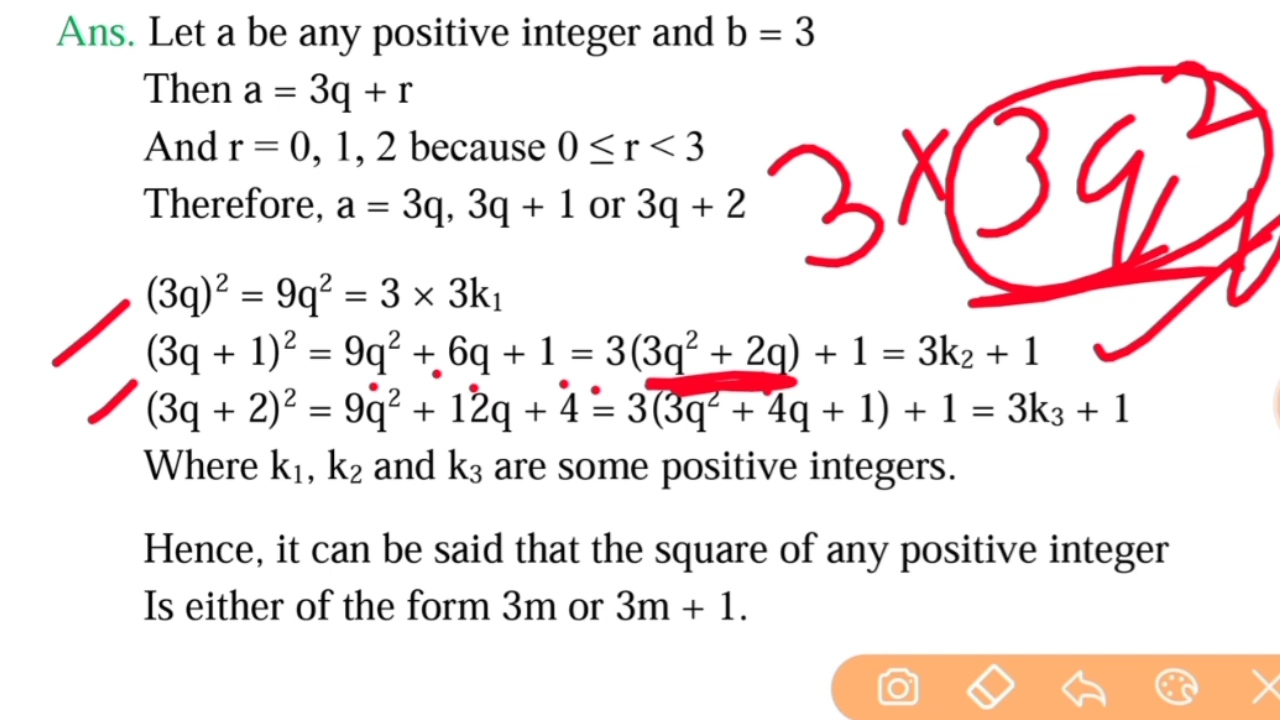 Ans. Let a be any positive integer and b = 3
Then a = 3q + r
And r = 0, 1, 2 because 0 ≤ r < 3
Therefore, a = 3q, 3q + 1 or 3q + 2
3 × 3q²
(3q)² = 9q² = 3 × 3k₁
(3q + 1)² = 9q² + 6q + 1 = 3(3q² + 2q) + 1 = 3k₂ + 1
(3q + 2)² = 9q² + 12q + 4 = 3(3q² + 4q + 1) + 1 = 3k₃ + 1
Where k₁, k₂ and k₃ are some positive integers.
Hence, it can be said that the square of any positive integer
Is either of the form 3m or 3m + 1.